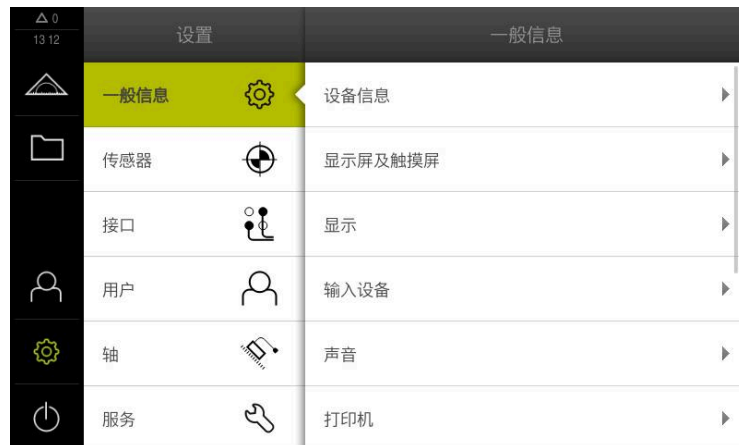 0
13 12
设置
一般信息
一般信息
传感器
接口
用户
轴
服务
设备信息
显示屏及触摸屏
显示
输入设备
声音
打印机